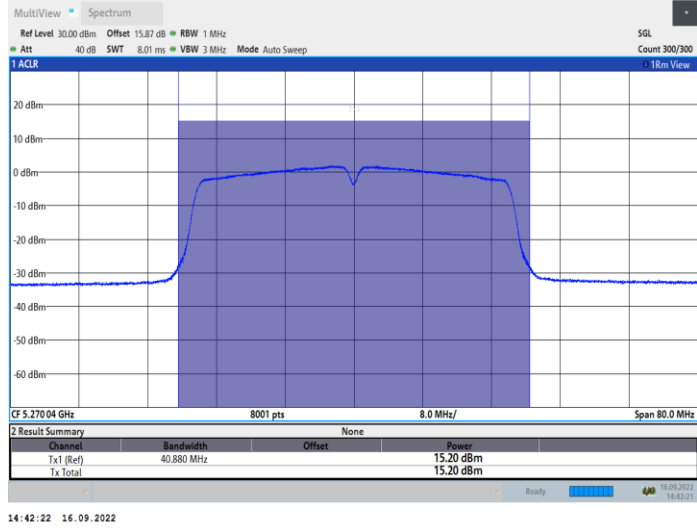 MultiView Spectrum
Ref Level 30.00 dBm Offset 15.87 dB RBW 1 MHz SGL
Att 40 dB SWT 8.01 ms VBW 3 MHz Mode Auto Sweep Count 300/300
1 ACLR 1Rm View
20 dBm
10 dBm
0 dBm
-10 dBm
-20 dBm
-30 dBm
-40 dBm
-50 dBm
-60 dBm
CF 5.270 04 GHz 8001 pts 8.0 MHz/ Span 80.0 MHz
2 Result Summary None
Channel Bandwidth Offset Power
Tx1 (Ref) 40.880 MHz 15.20 dBm
Tx Total 15.20 dBm
Ready 16.09.2022
14:42:21
14:42:22 16.09.2022